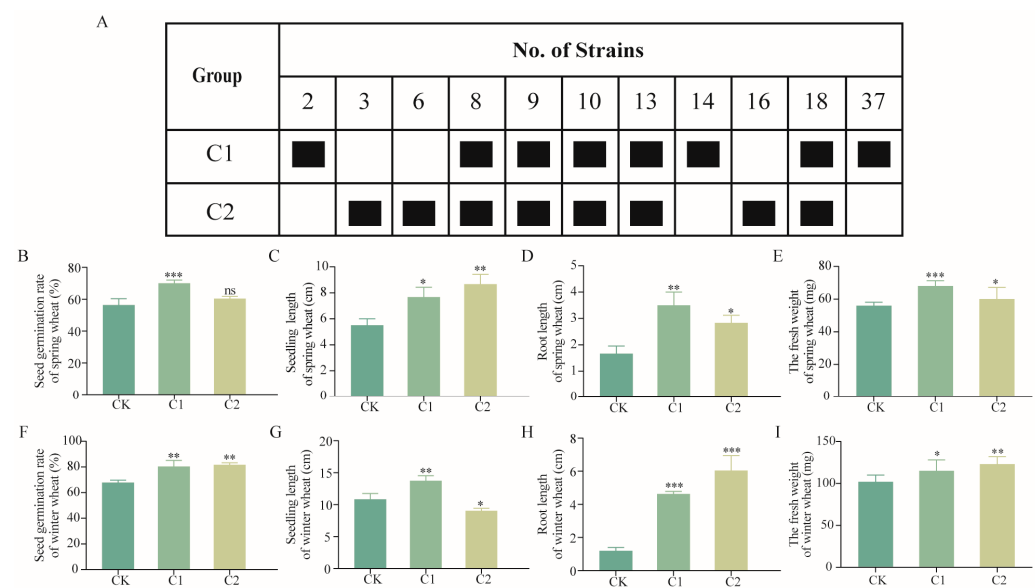 A
Group
No. of Strains
2 3 6 8 9 10 13 14 16 18 37
C1
C2
B
Seed germination rate
of spring wheat (%)
80
60
40
20
0
***
ns
CK C1 C2
C
Seedling length
of spring wheat (cm)
10
8
6
4
2
0
*
**
CK C1 C2
D
Root length
of spring wheat (cm)
5
4
3
2
1
0
**
*
CK C1 C2
E
The fresh weight
of spring wheat (mg)
80
60
40
20
0
***
*
CK C1 C2
F
Seed germination rate
of winter wheat (%)
100
80
60
40
20
0
**
**
CK C1 C2
G
Seedling length
of winter wheat (cm)
20
15
10
5
0
**
*
CK C1 C2
H
Root length
of winter wheat (cm)
8
6
4
2
0
***
***
CK C1 C2
I
The fresh weight
of winter wheat (mg)
150
100
50
0
*
**
CK C1 C2